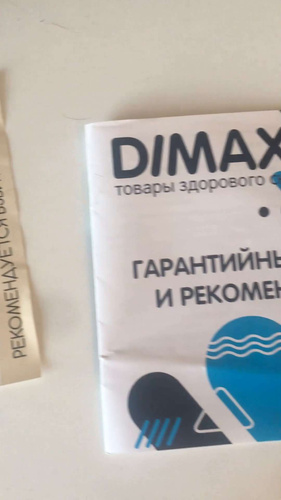 DIMAX
товары здорового
ГАРАНТИЙНЫ
И РЕКОМЕН
РЕКОМЕНДУЕТСЯ